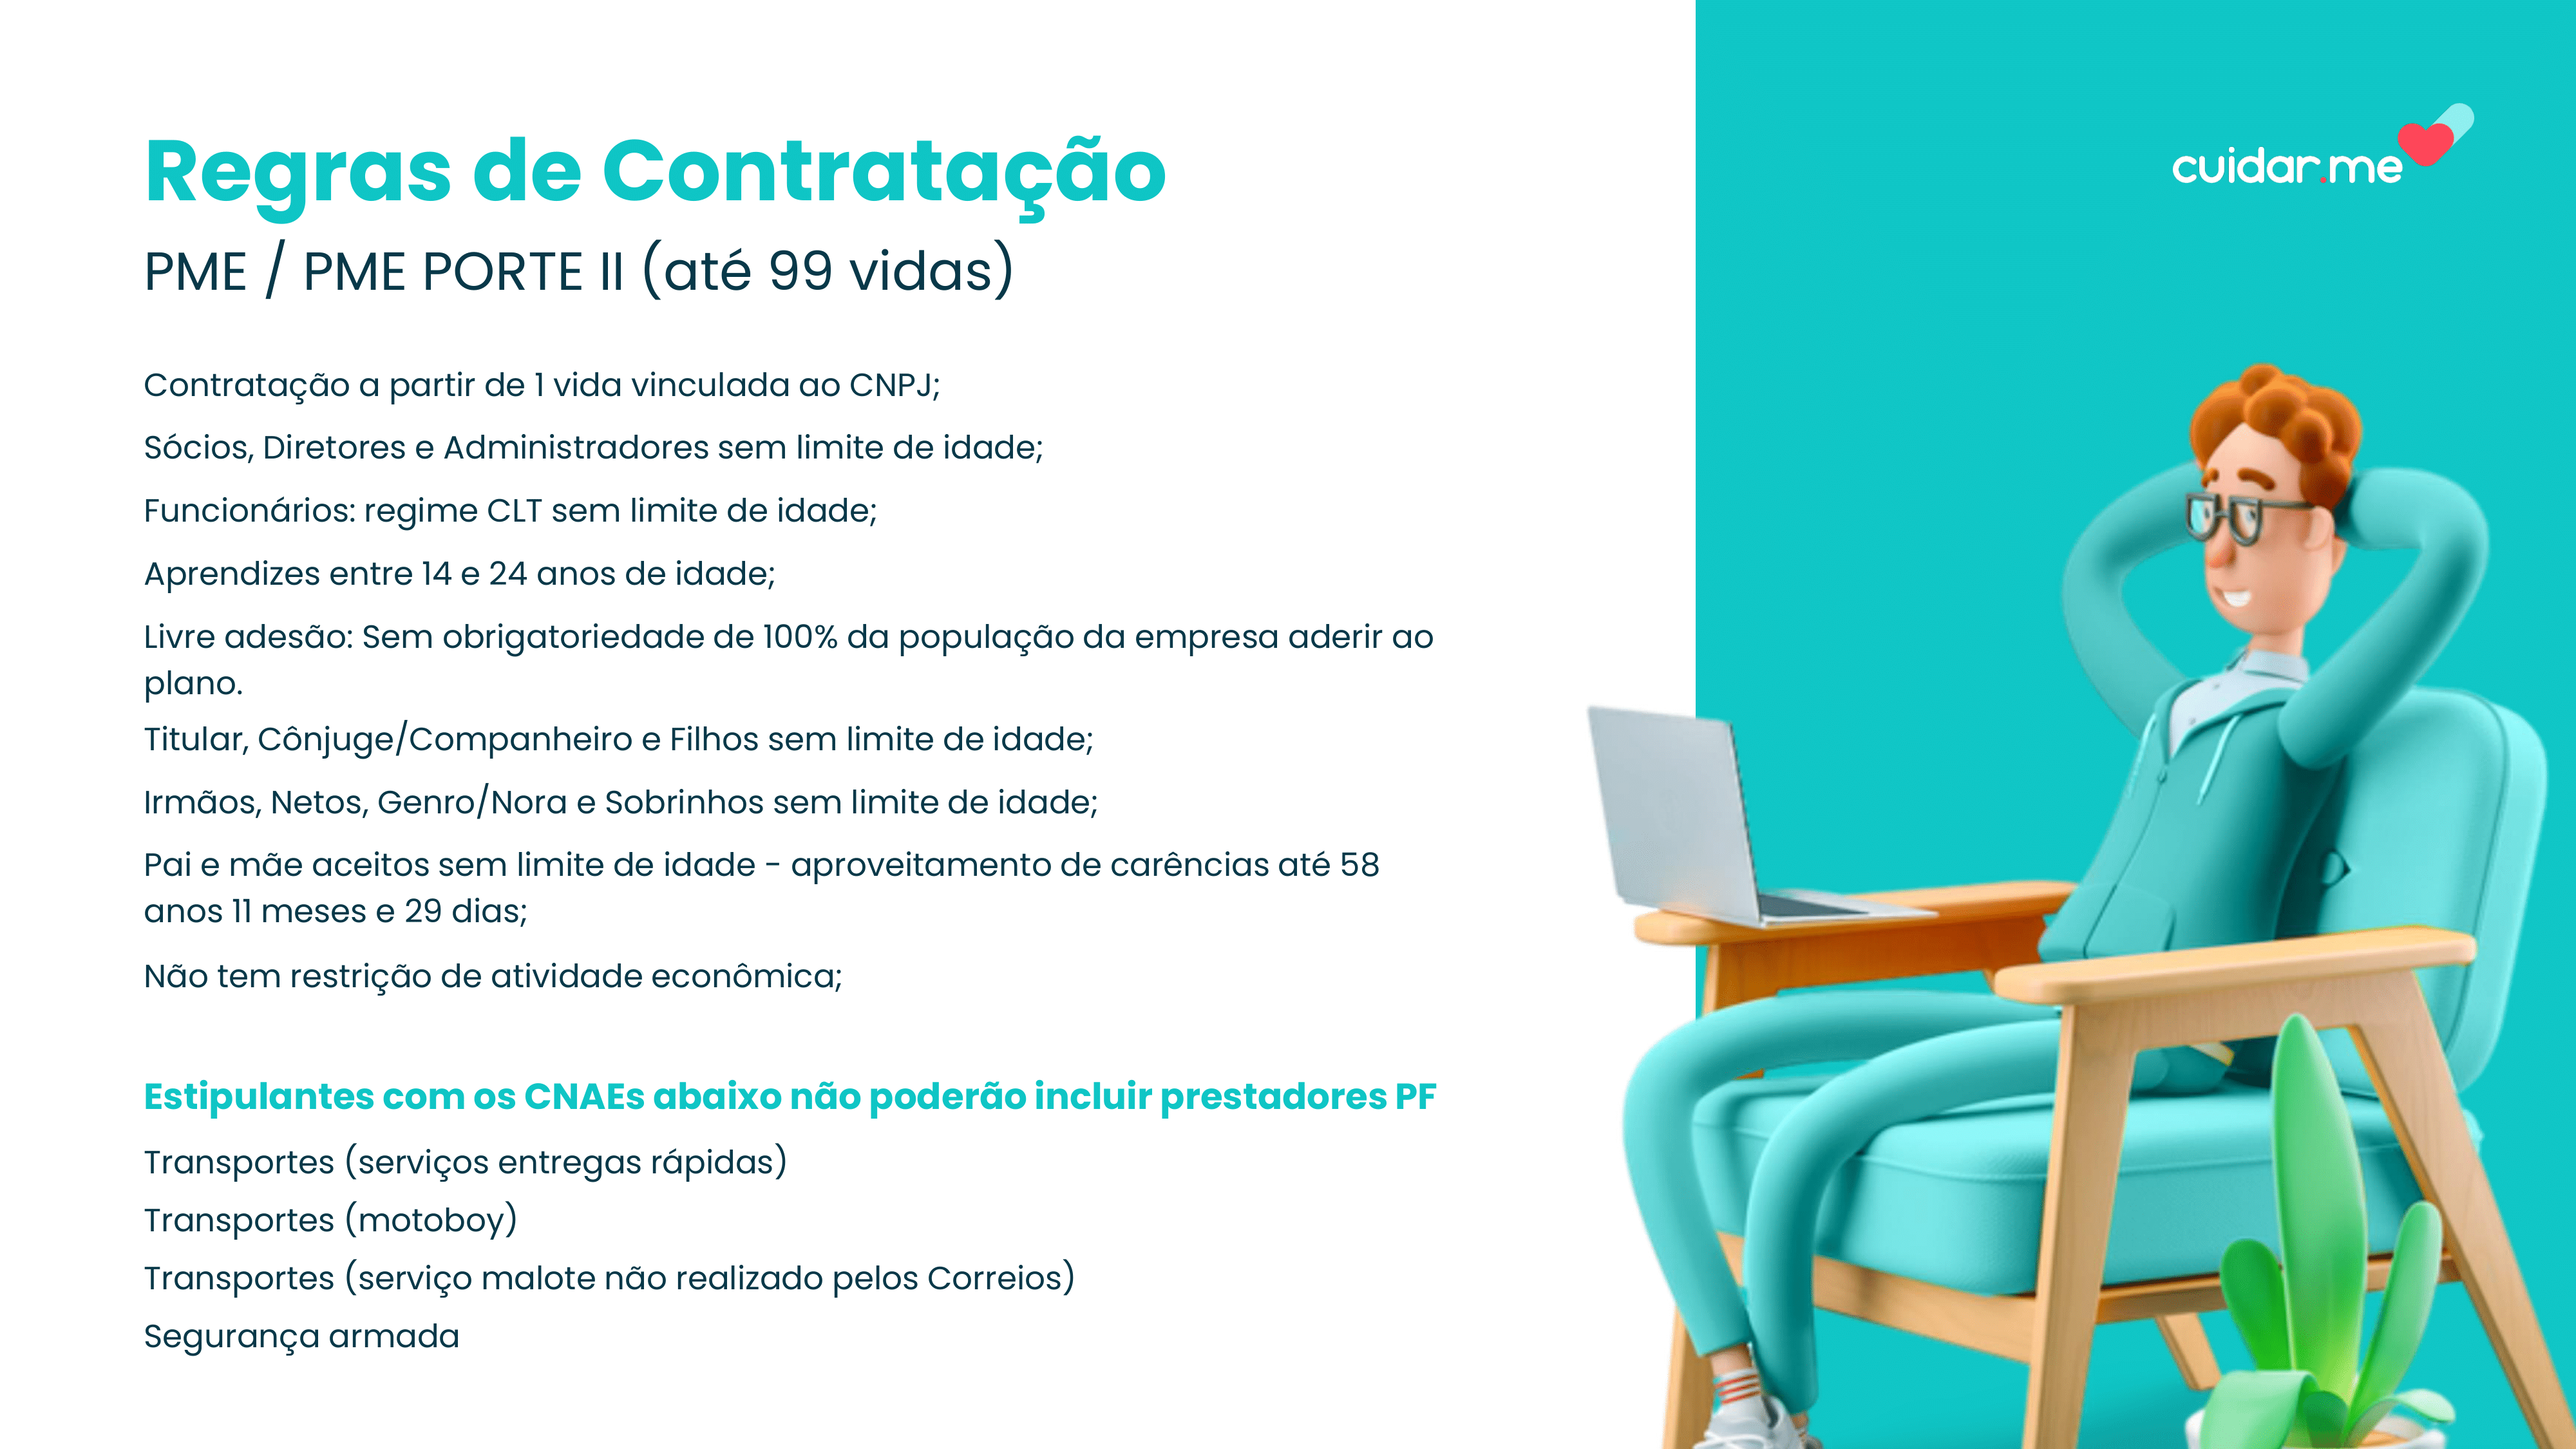 Regras de Contratação
PME / PME PORTE II (até 99 vidas)
Contratação a partir de 1 vida vinculada ao CNPJ;
Sócios, Diretores e Administradores sem limite de idade;
Funcionários: regime CLT sem limite de idade;
Aprendizes entre 14 e 24 anos de idade;
Livre adesão: Sem obrigatoriedade de 100% da população da empresa aderir ao
plano.
Titular, Cônjuge/Companheiro e Filhos sem limite de idade;
Irmãos, Netos, Genro/Nora e Sobrinhos sem limite de idade;
Pai e mãe aceitos sem limite de idade - aproveitamento de carências até 58
anos 11 meses e 29 dias;
Não tem restrição de atividade econômica;
Estipulantes com os CNAEs abaixo não poderão incluir prestadores PF
Transportes (serviços entregas rápidas)
Transportes (motoboy)
Transportes (serviço malote não realizado pelos Correios)
Segurança armada
cuidar.me